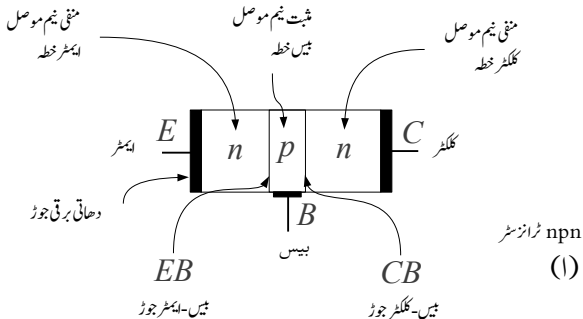 منفی نیم موصل
ایمٹر خطہ
مثبت نیم موصل
بیس خطہ
منفی نیم موصل
کلکٹر خطہ
ایمٹر
E
n
p
n
C
کلکٹر
دھاتی برقی جوڑ
B
بیس
EB
بیس-ایمٹر جوڑ
CB
بیس-کلکٹر جوڑ
npn ٹرانزسٹر
(ا)